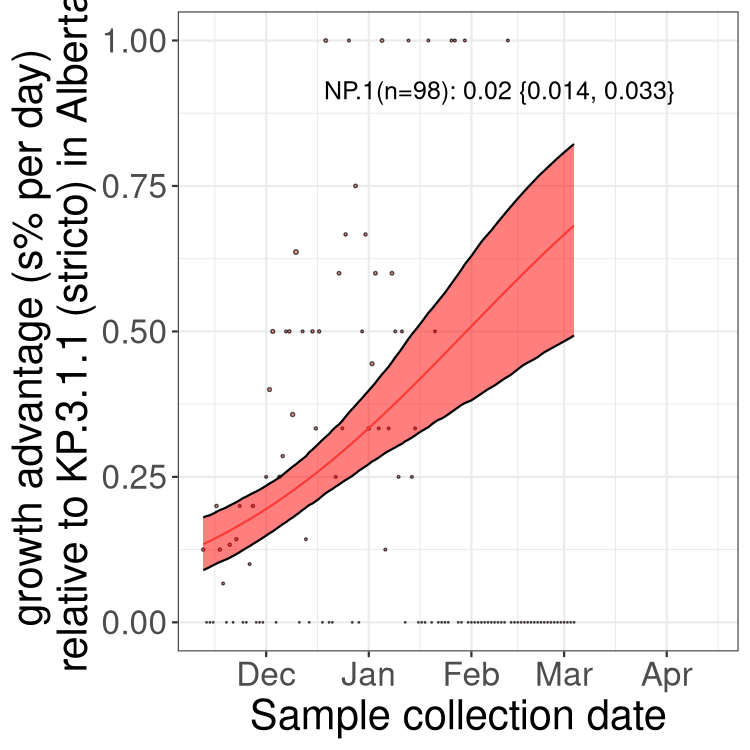 growth advantage (s% per day)
relative to KP.3.1.1 (stricto) in Alberta
1.00
0.75
0.50
0.25
0.00
NP.1(n=98): 0.02 {0.014, 0.033}
Dec Jan Feb Mar Apr
Sample collection date